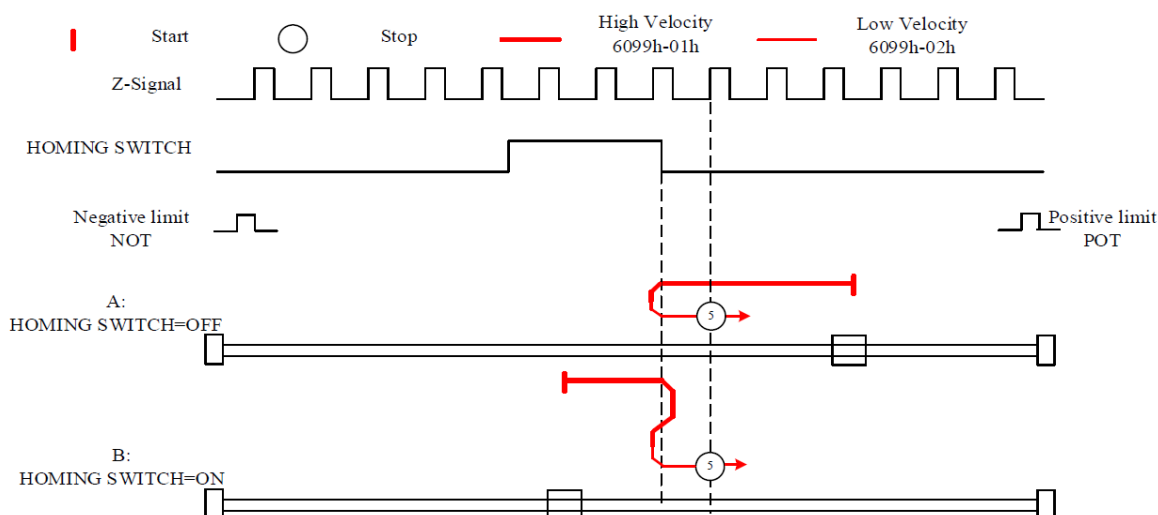 Start
Stop
High Velocity
6099h-01h
Low Velocity
6099h-02h
Z-Signal
HOMING SWITCH
Negative limit
NOT
Positive limit
POT
A:
HOMING SWITCH=OFF
5
B:
HOMING SWITCH=ON
5